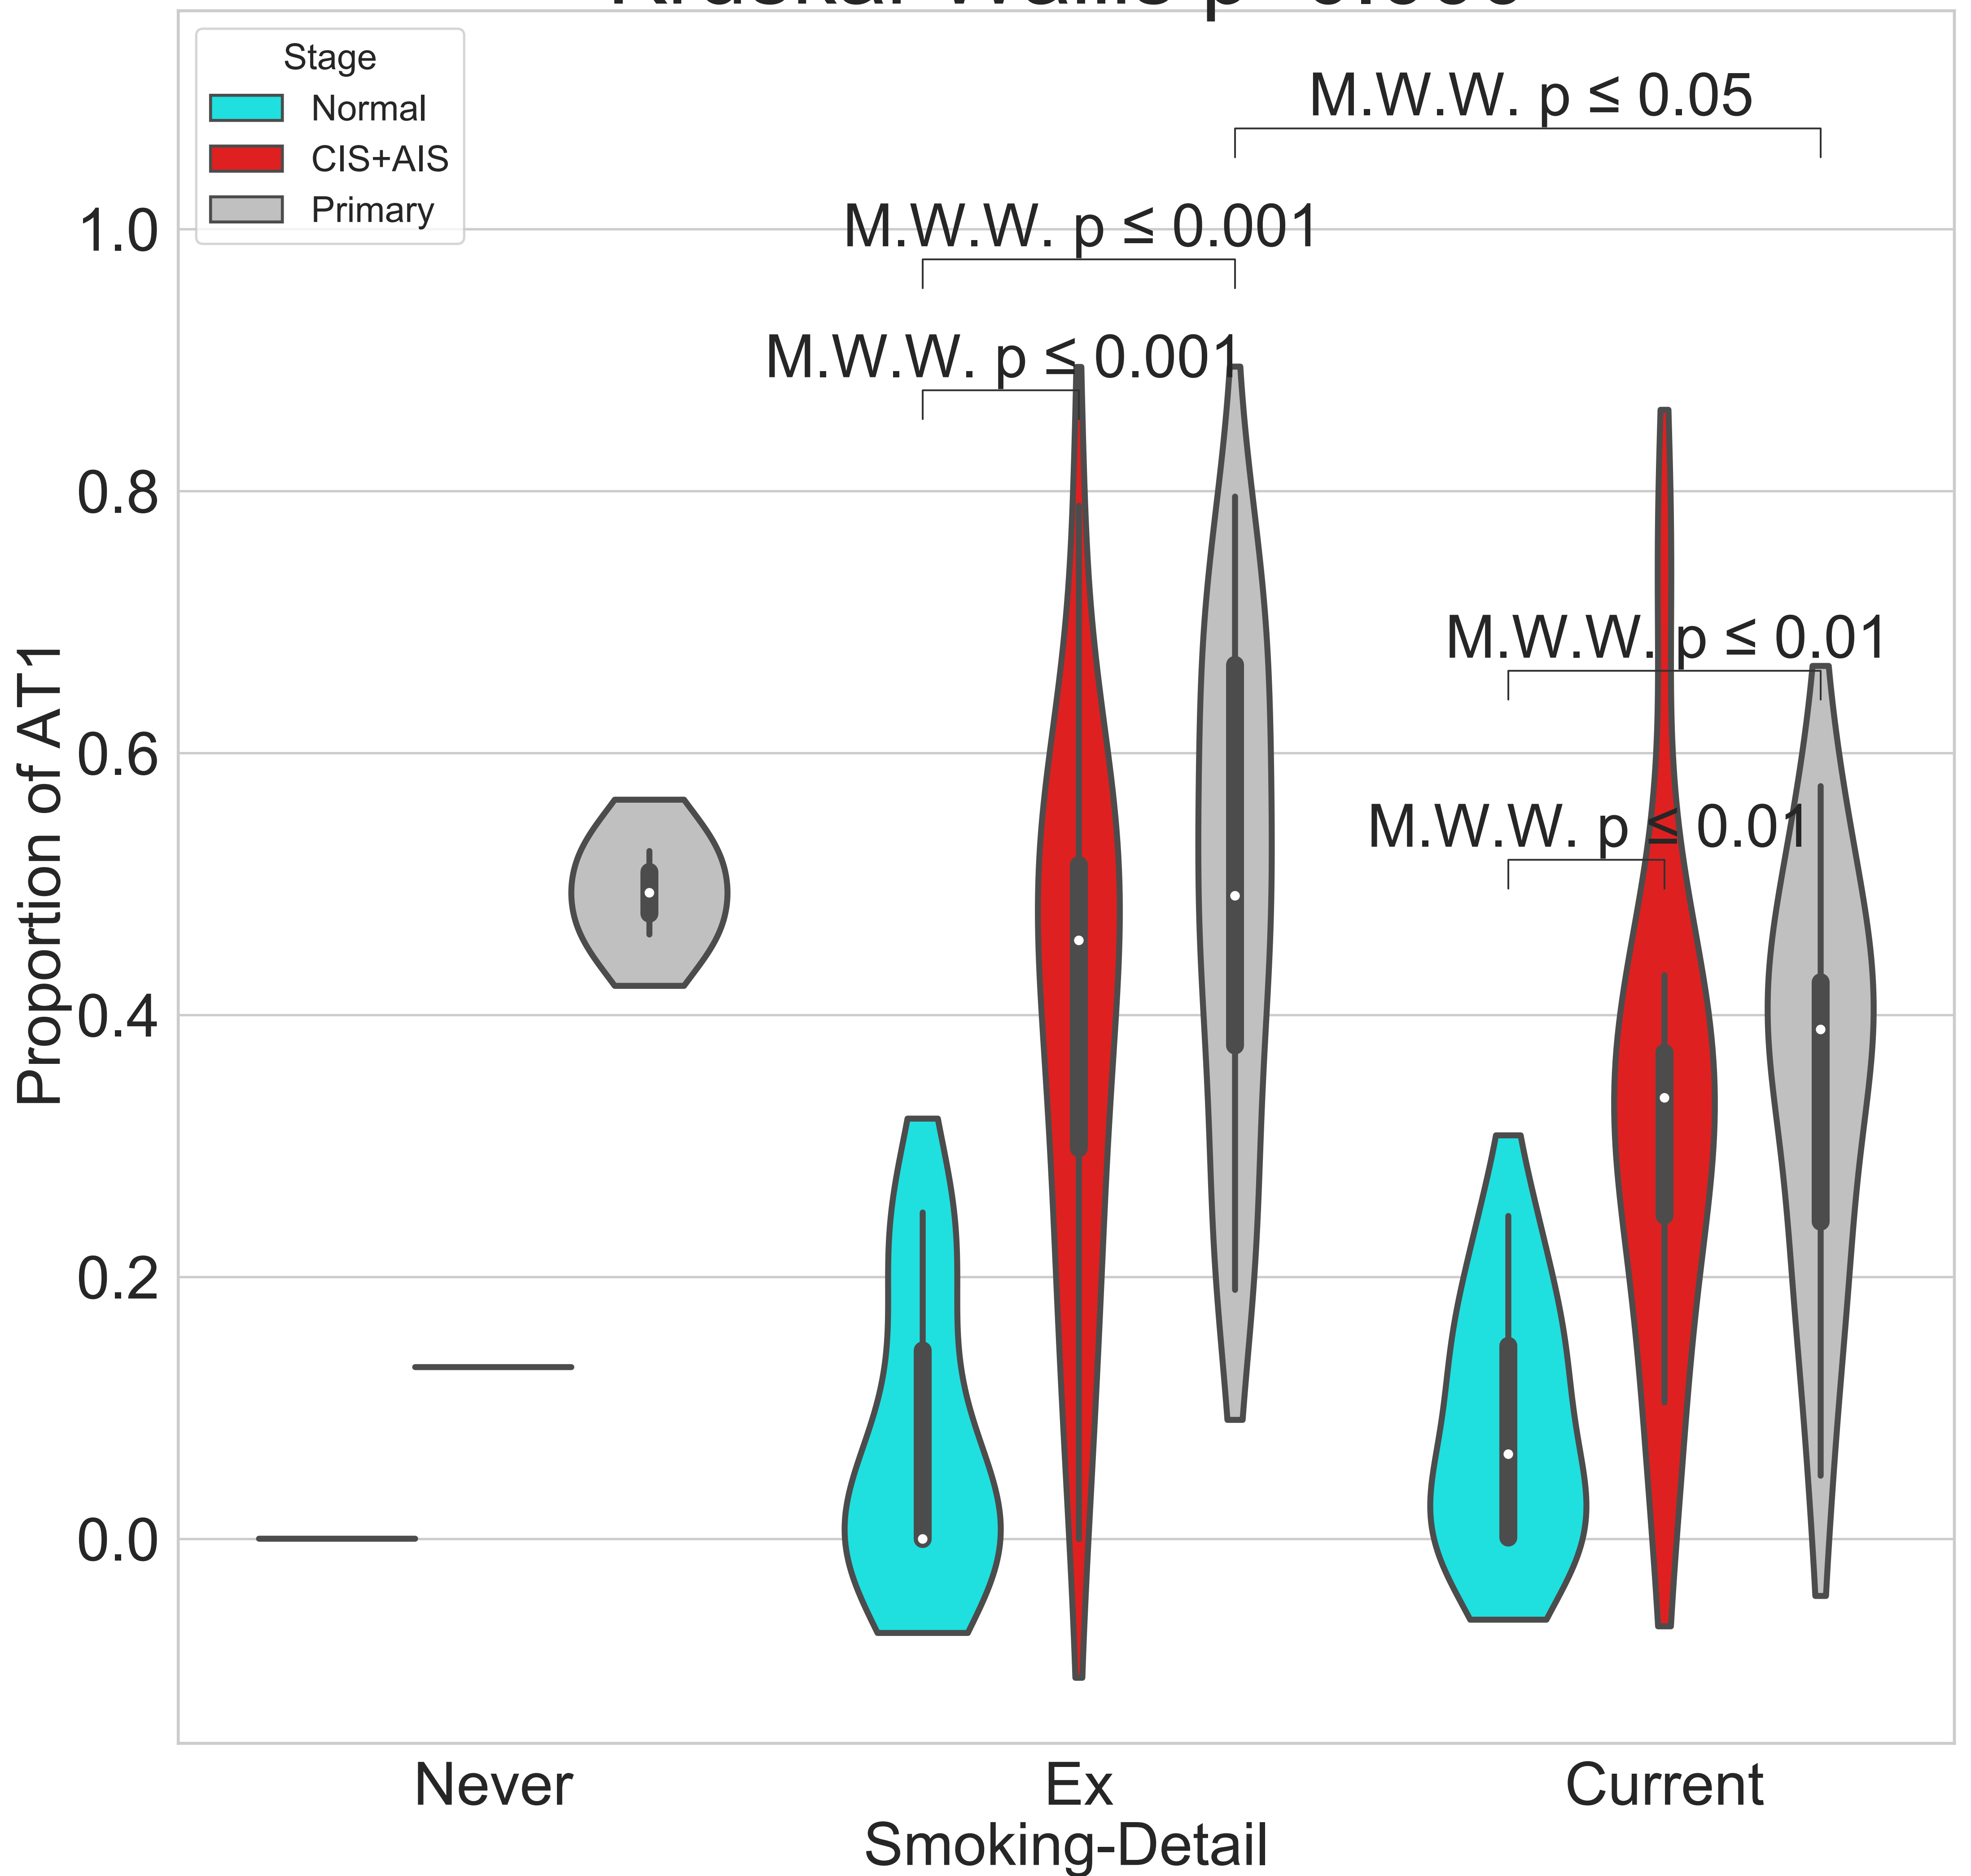 Stage
Normal
CIS+AIS
Primary
M.W.W. p ≤ 0.05
M.W.W. p ≤ 0.001
M.W.W. p ≤ 0.001
M.W.W. p ≤ 0.01
M.W.W. p ≤ 0.01
1.0
0.8
0.6
0.4
0.2
0.0
Proportion of AT1
Never
Ex
Current
Smoking-Detail